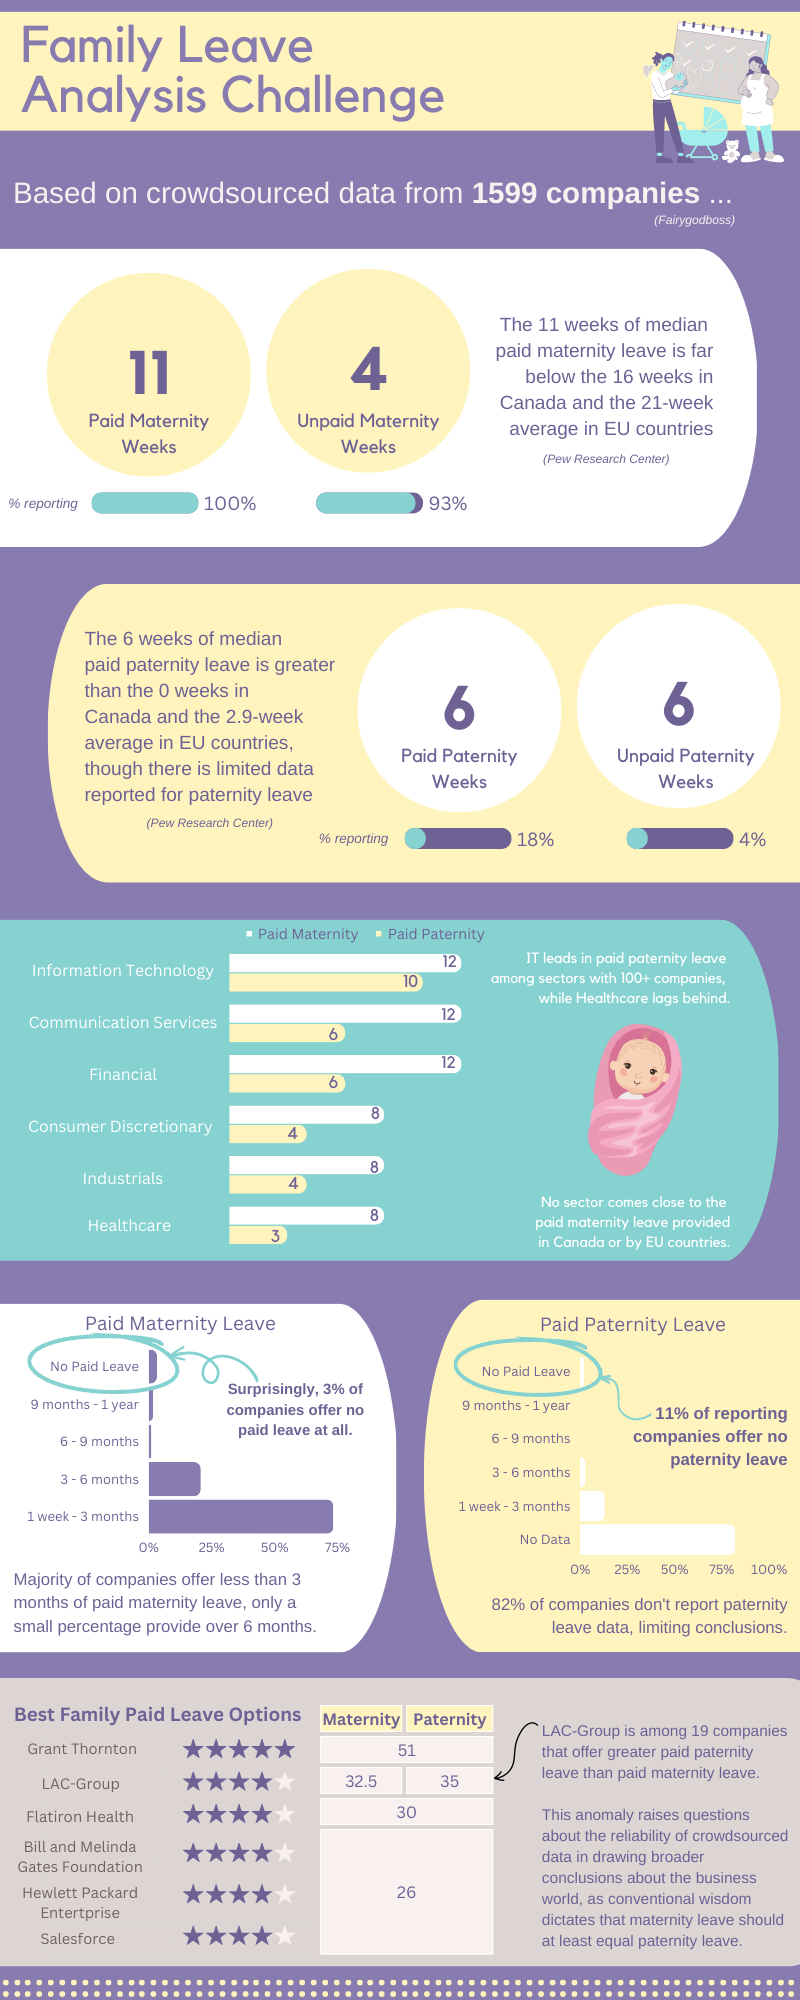 Family Leave
Analysis Challenge
Based on crowdsourced data from 1599 companies ...
(Fairygodboss)
11
Paid Maternity
Weeks
4
Unpaid Maternity
Weeks
The 11 weeks of median
paid maternity leave is far
below the 16 weeks in
Canada and the 21-week
average in EU countries
(Pew Research Center)
% reporting
100%
93%
The 6 weeks of median
paid paternity leave is greater
than the 0 weeks in
Canada and the 2.9-week
average in EU countries,
though there is limited data
reported for paternity leave
(Pew Research Center)
6
Paid Paternity
Weeks
6
Unpaid Paternity
Weeks
% reporting
18%
4%
Paid Maternity
Paid Paternity
Information Technology
12
10
Communication Services
12
6
Financial
12
6
Consumer Discretionary
8
4
Industrials
8
4
Healthcare
8
3
IT leads in paid paternity leave
among sectors with 100+ companies,
while Healthcare lags behind.
No sector comes close to the
paid maternity leave provided
in Canada or by EU countries.
Paid Maternity Leave
No Paid Leave
9 months - 1 year
6 - 9 months
3 - 6 months
1 week - 3 months
0% 25% 50% 75%
Surprisingly, 3% of
companies offer no
paid leave at all.
Majority of companies offer less than 3
months of paid maternity leave, only a
small percentage provide over 6 months.
Paid Paternity Leave
No Paid Leave
9 months - 1 year
6 - 9 months
3 - 6 months
1 week - 3 months
No Data
0% 25% 50% 75% 100%
11% of reporting
companies offer no
paternity leave
82% of companies don't report paternity
leave data, limiting conclusions.
Best Family Paid Leave Options
Maternity Paternity
Grant Thornton
51
LAC-Group
32.5 35
Flatiron Health
30
Bill and Melinda
Gates Foundation
Hewlett Packard
Entertprise
Salesforce
26
LAC-Group is among 19 companies
that offer greater paid paternity
leave than paid maternity leave.
This anomaly raises questions
about the reliability of crowdsourced
data in drawing broader
conclusions about the business
world, as conventional wisdom
dictates that maternity leave should
at least equal paternity leave.